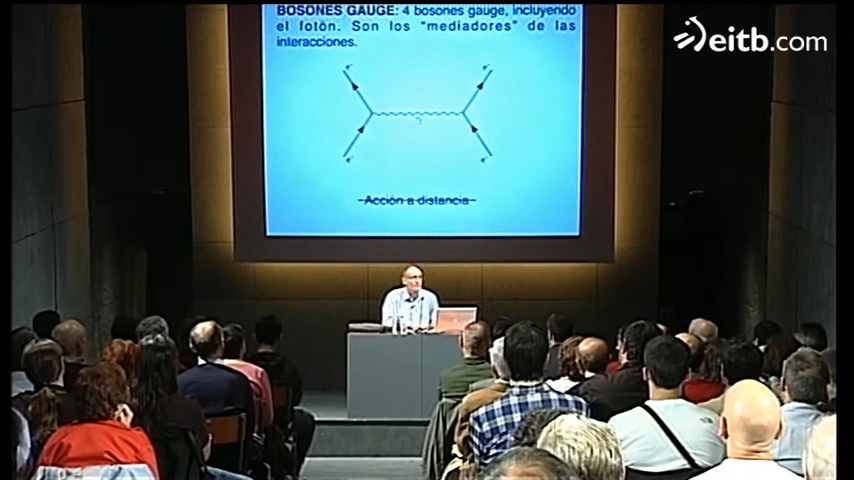 BOSONES GAUGE: 4 bosones gauge, incluyendo
el fotón. Son los "mediadores" de las
interacciones.
eitb.com
e⁻ e⁻
e⁻ e⁻
Acción a distancia